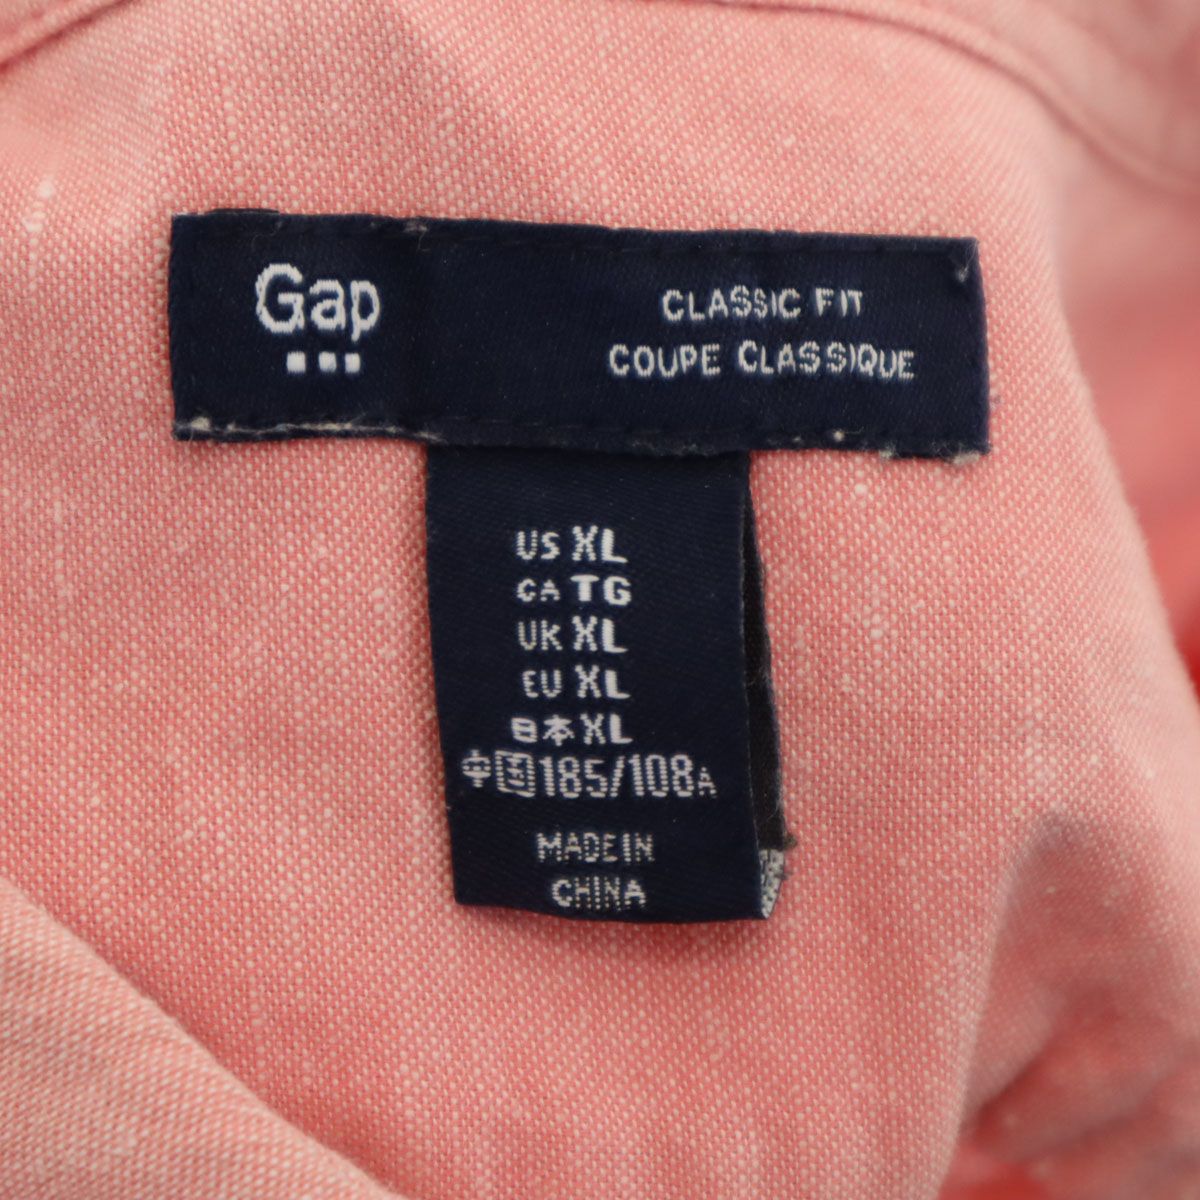 Gap
CLASSIC FIT
COUPE CLASSIQUE
US XL
CA TG
UK XL
EU XL
日本 XL
中国 185/108A
MADE IN
CHINA